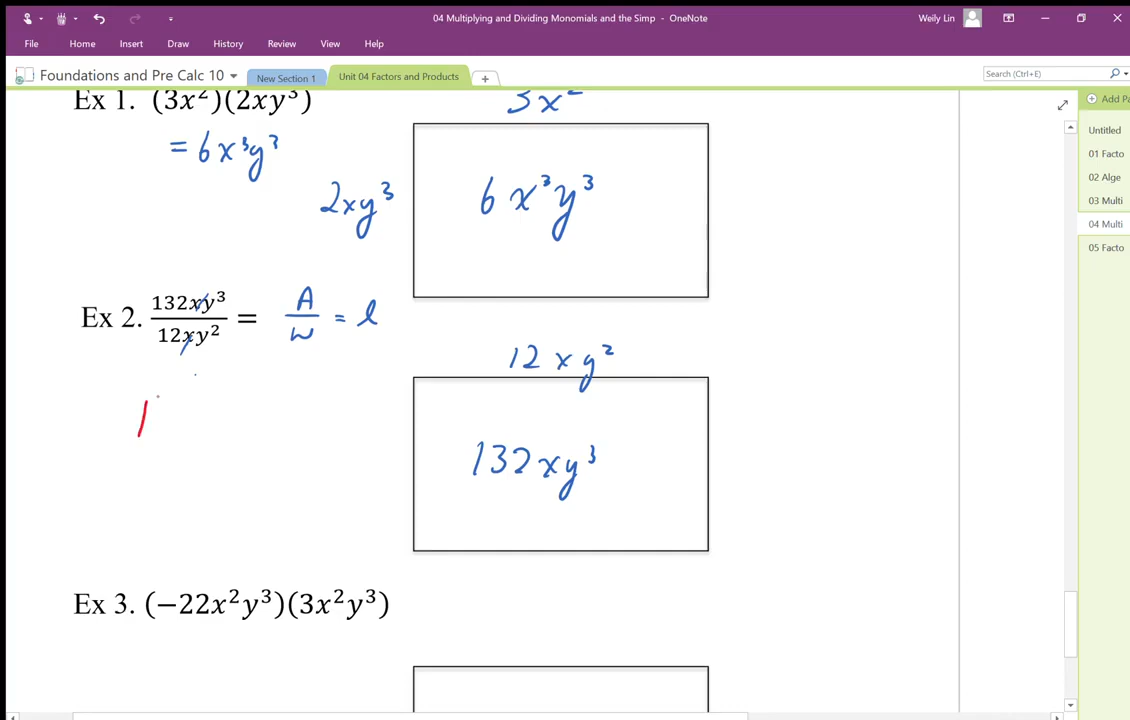 04 Multiplying and Dividing Monomials and the Simp - OneNote
Weily Lin
File Home Insert Draw History Review View Help
Foundations and Pre Calc 10
New Section 1
Unit 04 Factors and Products
Search (Ctrl+E)
Add Pa
Untitled
01 Facto
02 Alge
03 Multi
04 Multi
05 Facto
Ex 1. (3x²)(2xy³)
3x²
= 6x³y³
2xy³
6x³y³
Ex 2. 132xy³/12xy² = A/w = l
12xy²
132xy³
1
Ex 3. (−22x²y³)(3x²y³)